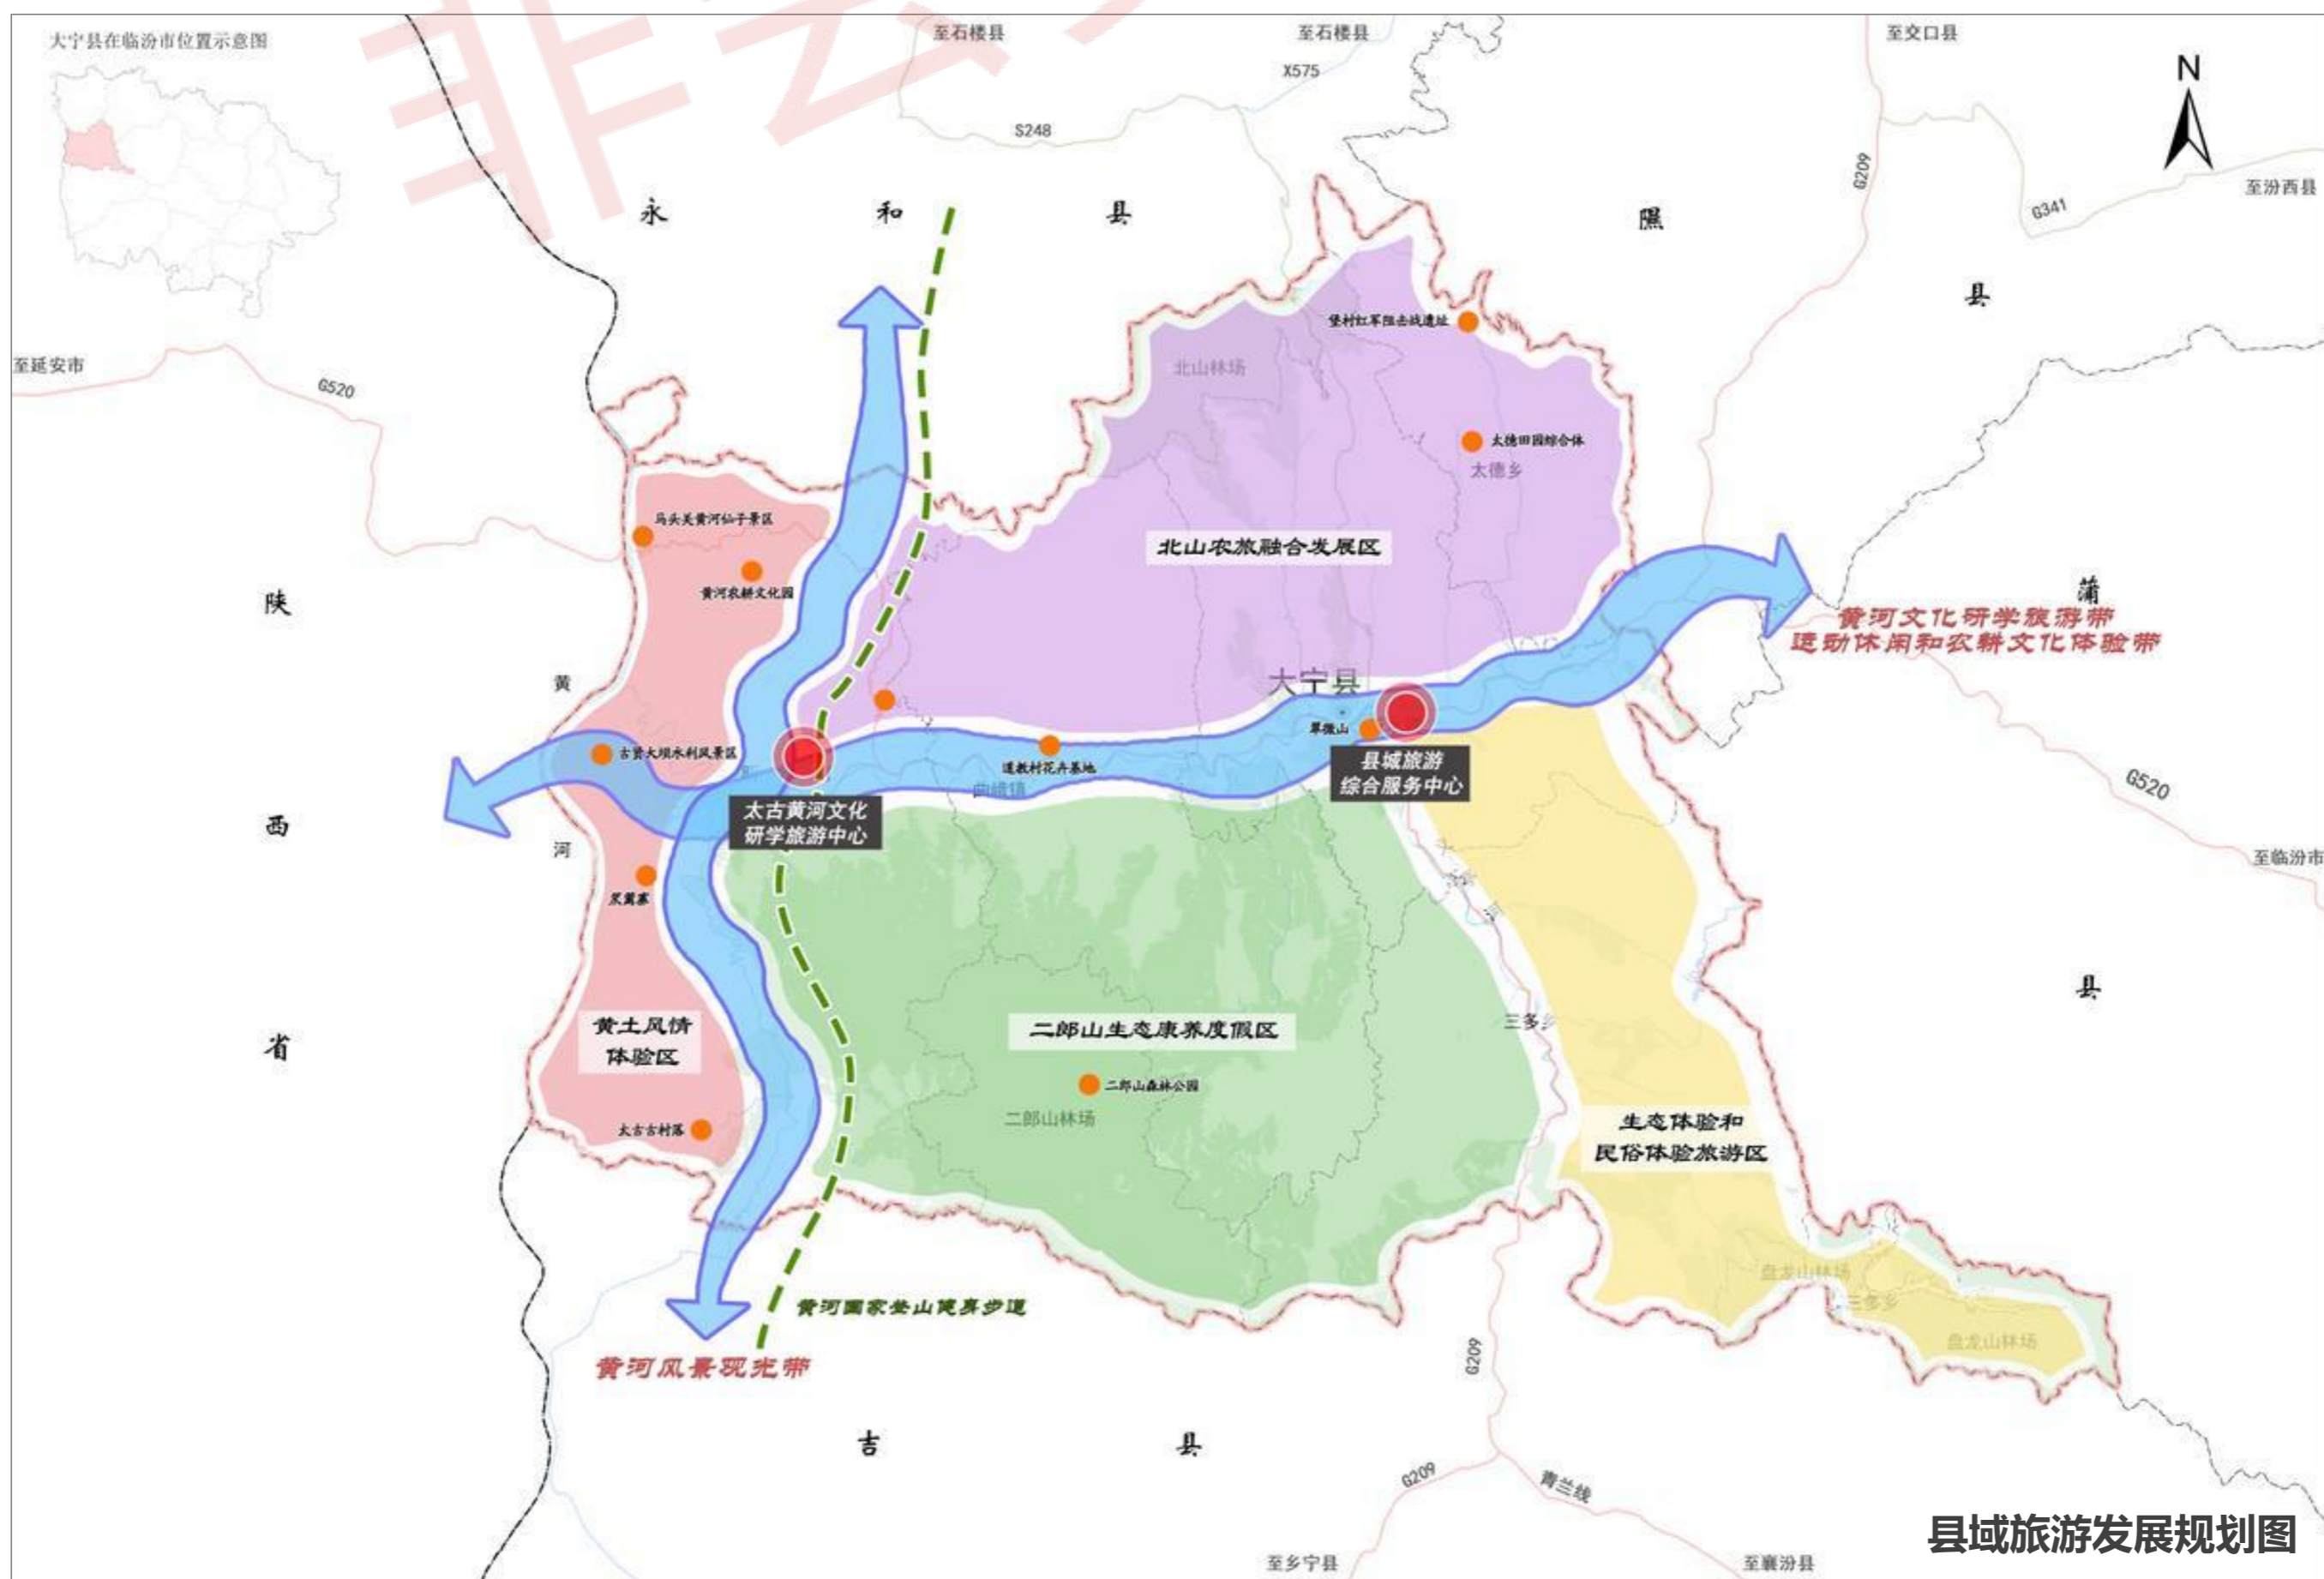 大宁县在临汾市位置示意图
至石楼县
至石楼县
至交口县
X575
N
S248
G209
至汾西县
G341
永和县
隰县
至延安市
G520
堡村红军阻击战遗址
北山林场
太德田园综合体
太德乡
马头关黄河仙子景区
北山农旅融合发展区
黄河农耕文化园
陕西省
蒲县
黄河文化研学旅游带
运动休闲和农耕文化体验带
黄河
大宁县
古贤大坝水利风景区
翠微山
道教村花卉基地
曲峨镇
县城旅游
综合服务中心
太古黄河文化
研学旅游中心
G520
至临汾市
黄土风情
体验区
二郎山生态康养度假区
三多乡
二郎山森林公园
二郎山林场
太古古村落
生态体验和
民俗体验旅游区
盘龙山林场
三多乡
盘龙山林场
黄河国家登山健身步道
黄河风景观光带
G209
吉县
G209
青兰线
县域旅游发展规划图
至乡宁县
至襄汾县